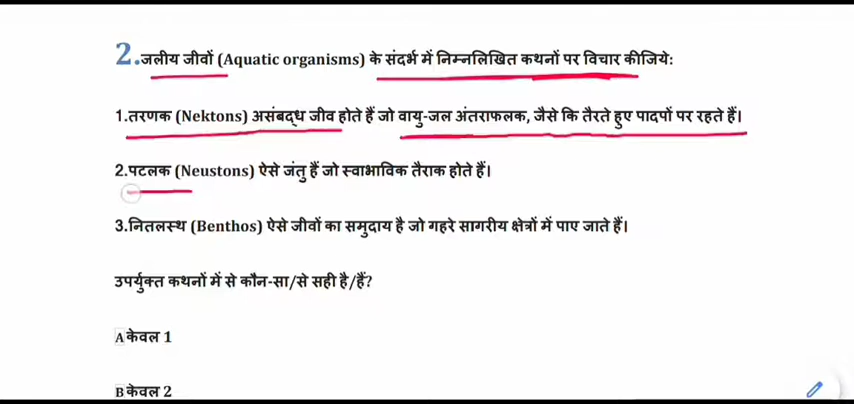 2.जलीय जीवों (Aquatic organisms) के संदर्भ में निम्नलिखित कथनों पर विचार कीजिये:
1.तरणक (Nektons) असंबद्ध जीव होते हैं जो वायु-जल अंतराफलक, जैसे कि तैरते हुए पादपों पर रहते हैं।
2.पटलक (Neustons) ऐसे जंतु हैं जो स्वाभाविक तैराक होते हैं।
3.नितलस्थ (Benthos) ऐसे जीवों का समुदाय है जो गहरे सागरीय क्षेत्रों में पाए जाते हैं।
उपर्युक्त कथनों में से कौन-सा/से सही है/हैं?
A केवल 1
B केवल 2